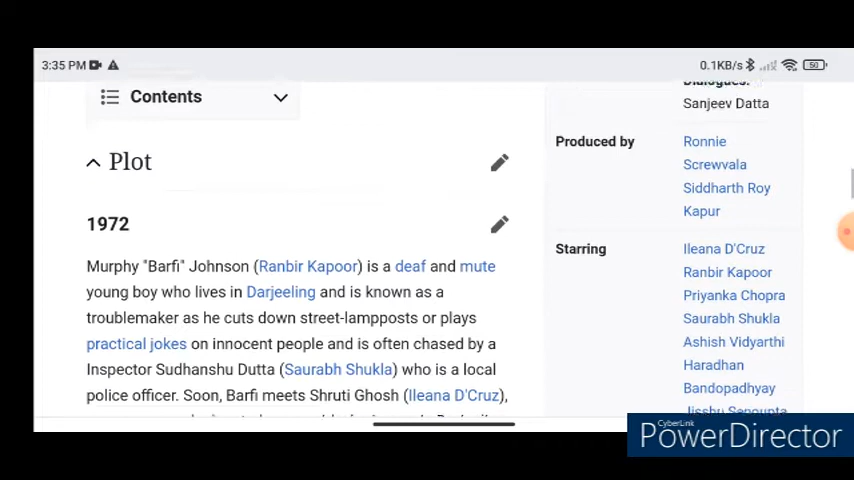 3:35 PM
0.1KB/s
50
Contents
Plot
1972
Murphy "Barfi" Johnson (Ranbir Kapoor) is a deaf and mute
young boy who lives in Darjeeling and is known as a
troublemaker as he cuts down street-lampposts or plays
practical jokes on innocent people and is often chased by a
Inspector Sudhanshu Dutta (Saurabh Shukla) who is a local
police officer. Soon, Barfi meets Shruti Ghosh (Ileana D'Cruz),
Dialogues:
Sanjeev Datta
Produced by
Ronnie
Screwvala
Siddharth Roy
Kapur
Starring
Ileana D'Cruz
Ranbir Kapoor
Priyanka Chopra
Saurabh Shukla
Ashish Vidyarthi
Haradhan
Bandopadhyay
Jisshu Sengupta
CyberLink
PowerDirector